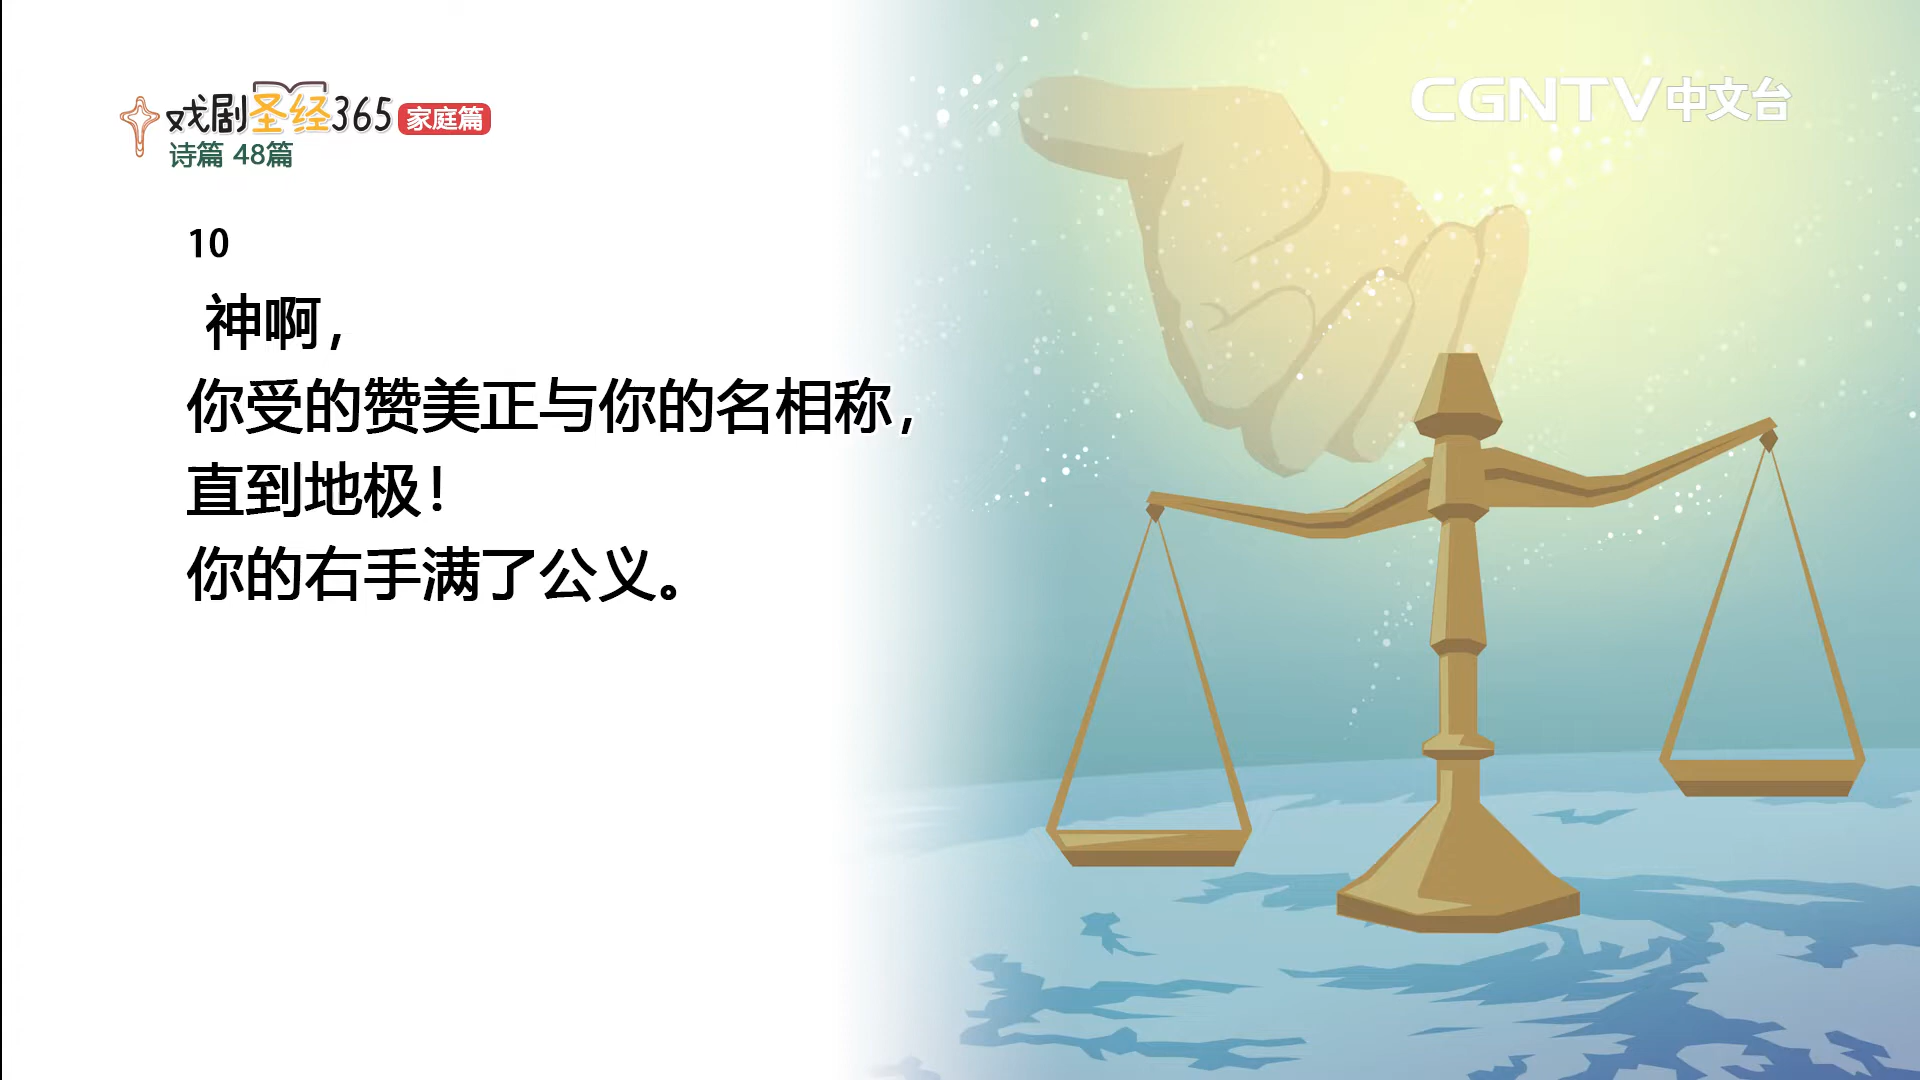 戏剧圣经365 家庭篇
诗篇 48篇
CGNTV中文台
10
神啊，
你受的赞美正与你的名相称，
直到地极！
你的右手满了公义。